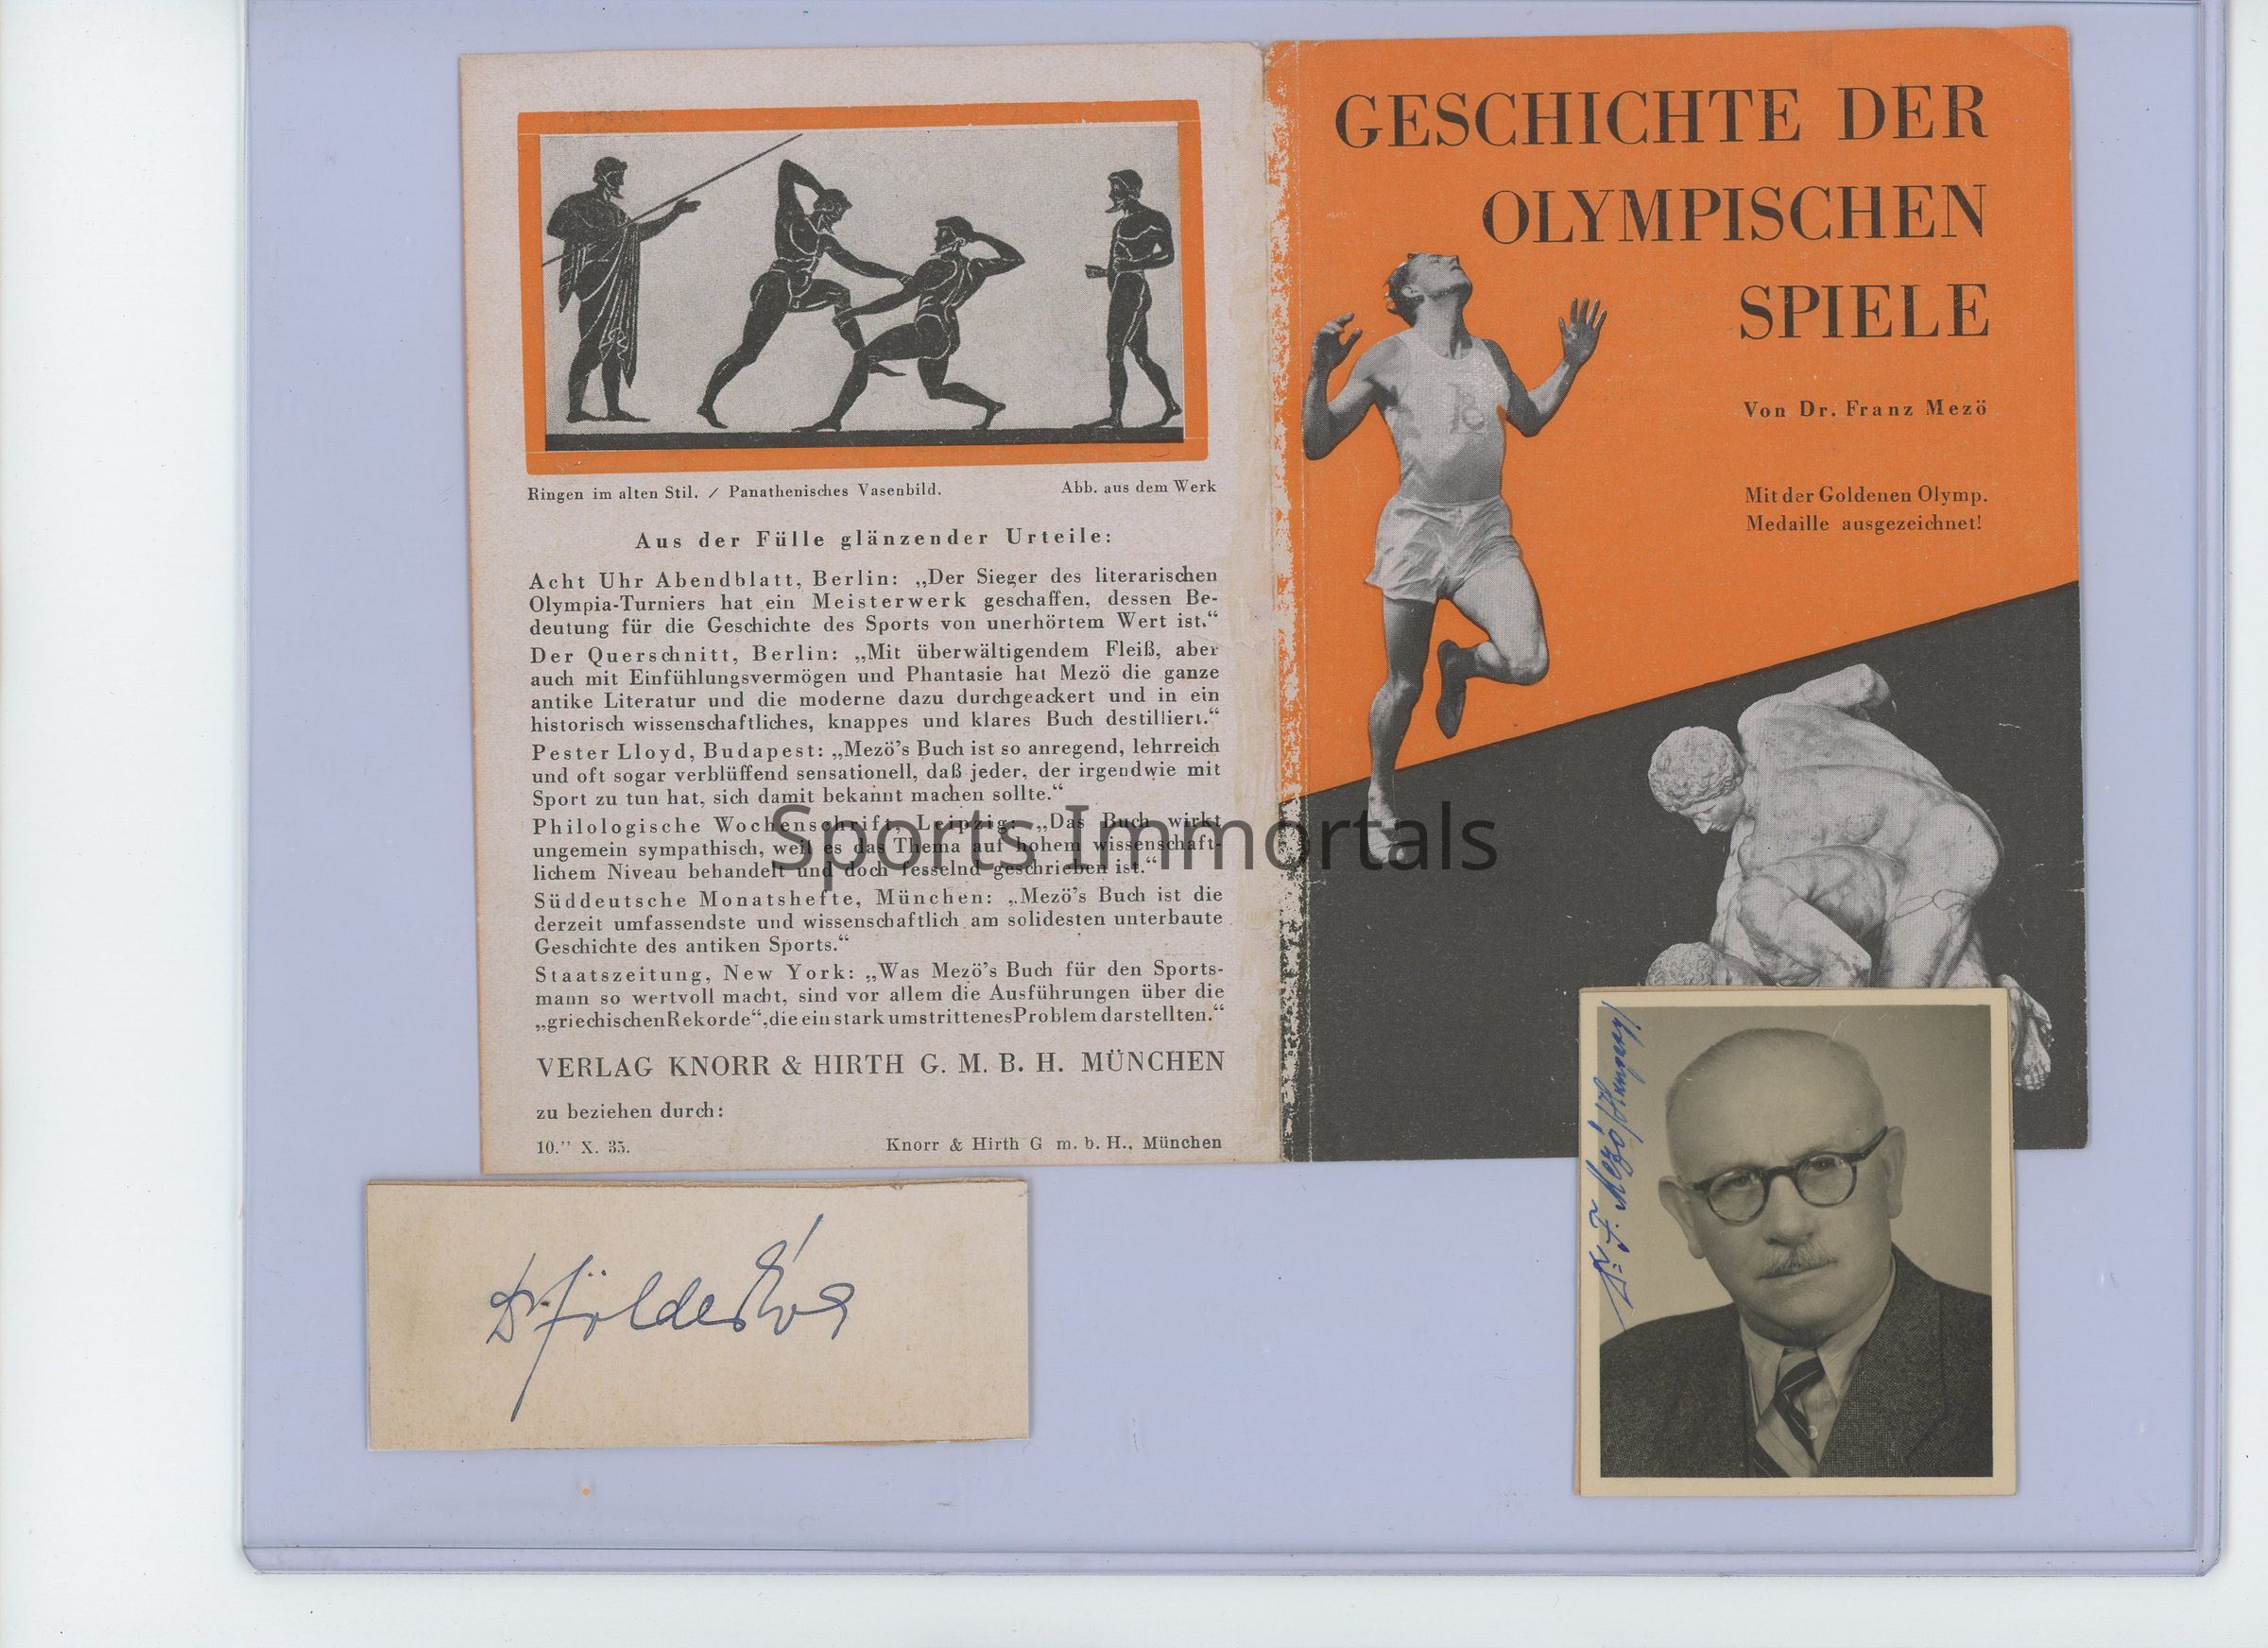 Ringen im alten Stil. / Panathenisches Vasenbild. Abb. aus dem Werk
Aus der Fülle glänzender Urteile:
Acht Uhr Abendblatt, Berlin: „Der Sieger des literarischen
Olympia-Turniers hat ein Meisterwerk geschaffen, dessen Be-
deutung für die Geschichte des Sports von unerhörtem Wert ist.“
Der Querschnitt, Berlin: „Mit überwältigendem Fleiß, aber
auch mit Einfühlungsvermögen und Phantasie hat Mezö die ganze
antike Literatur und die moderne dazu durchgeackert und in ein
historisch wissenschaftliches, knappes und klares Buch destilliert.“
Pester Lloyd, Budapest: „Mezö's Buch ist so anregend, lehrreich
und oft sogar verblüffend sensationell, daß jeder, der irgendwie mit
Sport zu tun hat, sich damit bekannt machen sollte.“
Philologische Wochenschrift, Leipzig: „Das Buch wirkt
ungemein sympathisch, weil es das Thema auf hohem wissenschaft-
lichem Niveau behandelt und doch fesselnd geschrieben ist.“
Süddeutsche Monatshefte, München: „Mezö's Buch ist die
derzeit umfassendste und wissenschaftlich am solidesten unterbaute
Geschichte des antiken Sports.“
Staatszeitung, New York: „Was Mezö's Buch für den Sports-
mann so wertvoll macht, sind vor allem die Ausführungen über die
„griechischen Rekorde“, die ein stark umstrittenes Problem darstellten.“
VERLAG KNORR & HIRTH G. M. B. H. MÜNCHEN
zu beziehen durch:
10.'' X. 35. Knorr & Hirth G m. b. H., München
GESCHICHTE DER
OLYMPISCHEN
SPIELE
Von Dr. Franz Mezö
Mit der Goldenen Olymp.
Medaille ausgezeichnet!
Sports Immortals
Dr. F. Mező /Hungary/